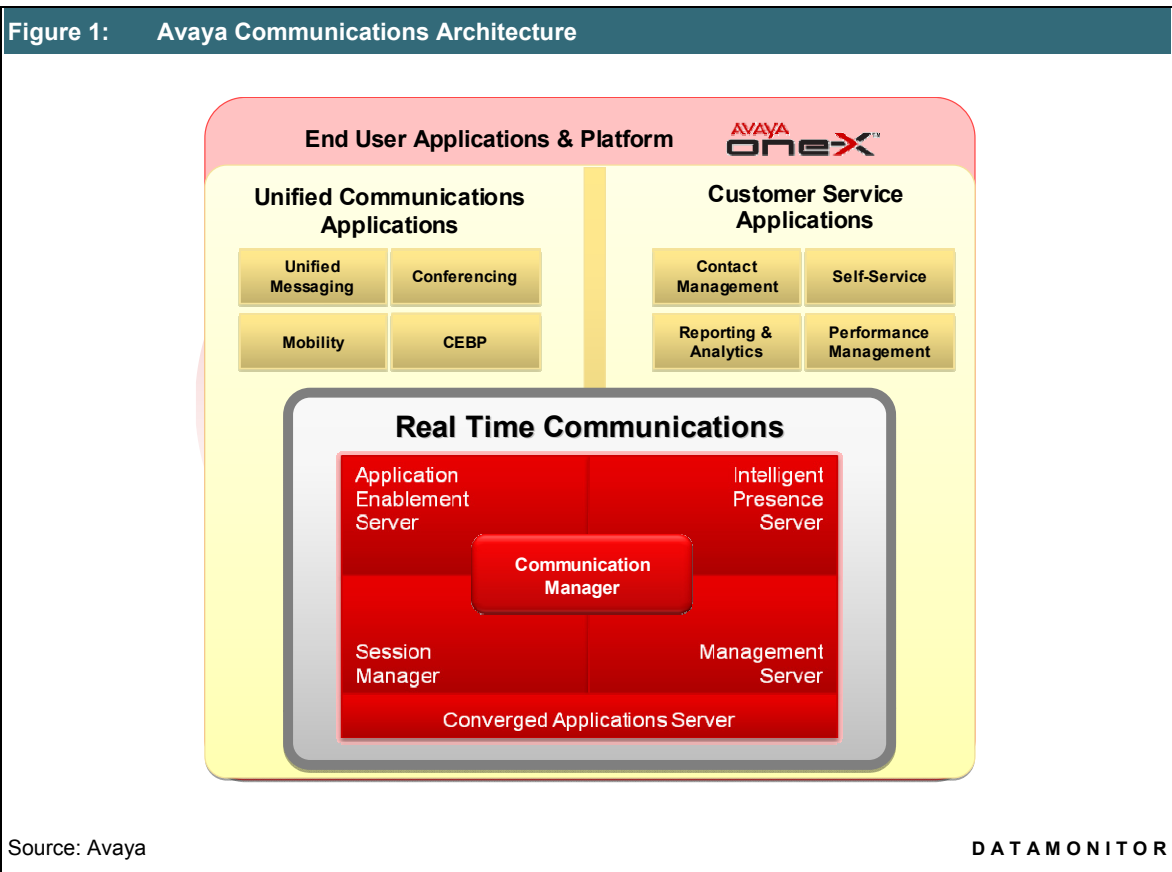 Figure 1: Avaya Communications Architecture
End User Applications & Platform
AVAYA
one-X™
Unified Communications
Applications
Customer Service
Applications
Unified
Messaging
Conferencing
Contact
Management
Self-Service
Mobility
CEBP
Reporting &
Analytics
Performance
Management
Real Time Communications
Application
Enablement
Server
Intelligent
Presence
Server
Communication
Manager
Session
Manager
Management
Server
Converged Applications Server
Source: Avaya
DATAMONITOR